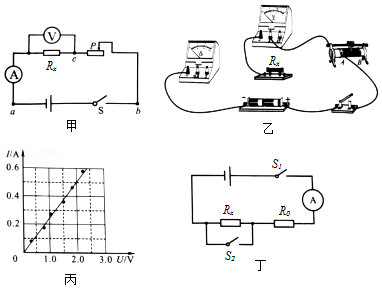 V
P
A
Rx
c
a
S
b
甲
V
A
Rx
A
B
乙
I/A
0.6
0.4
0.2
0
1.0
2.0
3.0
U/V
丙
S1
A
Rx
R0
S2
丁